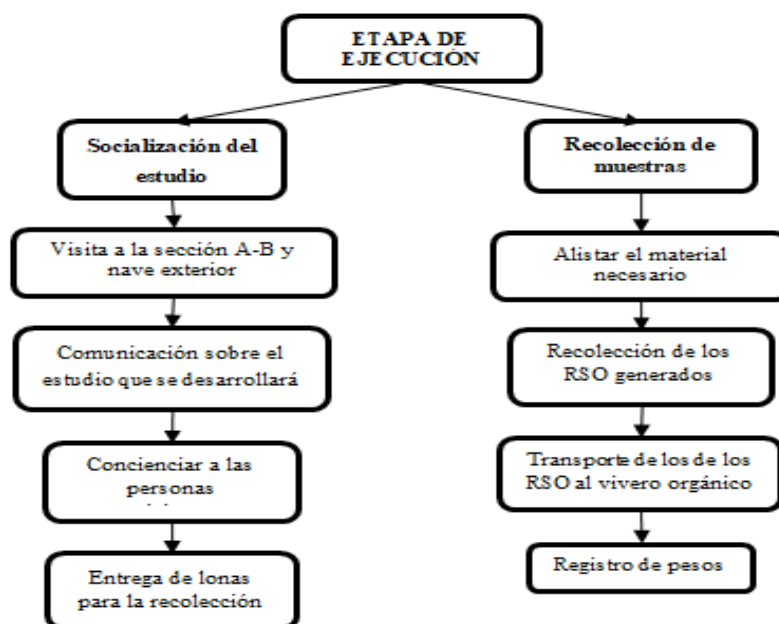 ETAPA DE
EJECUCIÓN
Socialización del
estudio
Visita a la sección A-B y
nave exterior
Comunicación sobre el
estudio que se desarrollará
Concienciar a las
personas
Entrega de lonas
para la recolección
Recolección de
muestras
Alistar el material
necesario
Recolección de los
RSO generados
Transporte de los de los
RSO al vivero orgánico
Registro de pesos